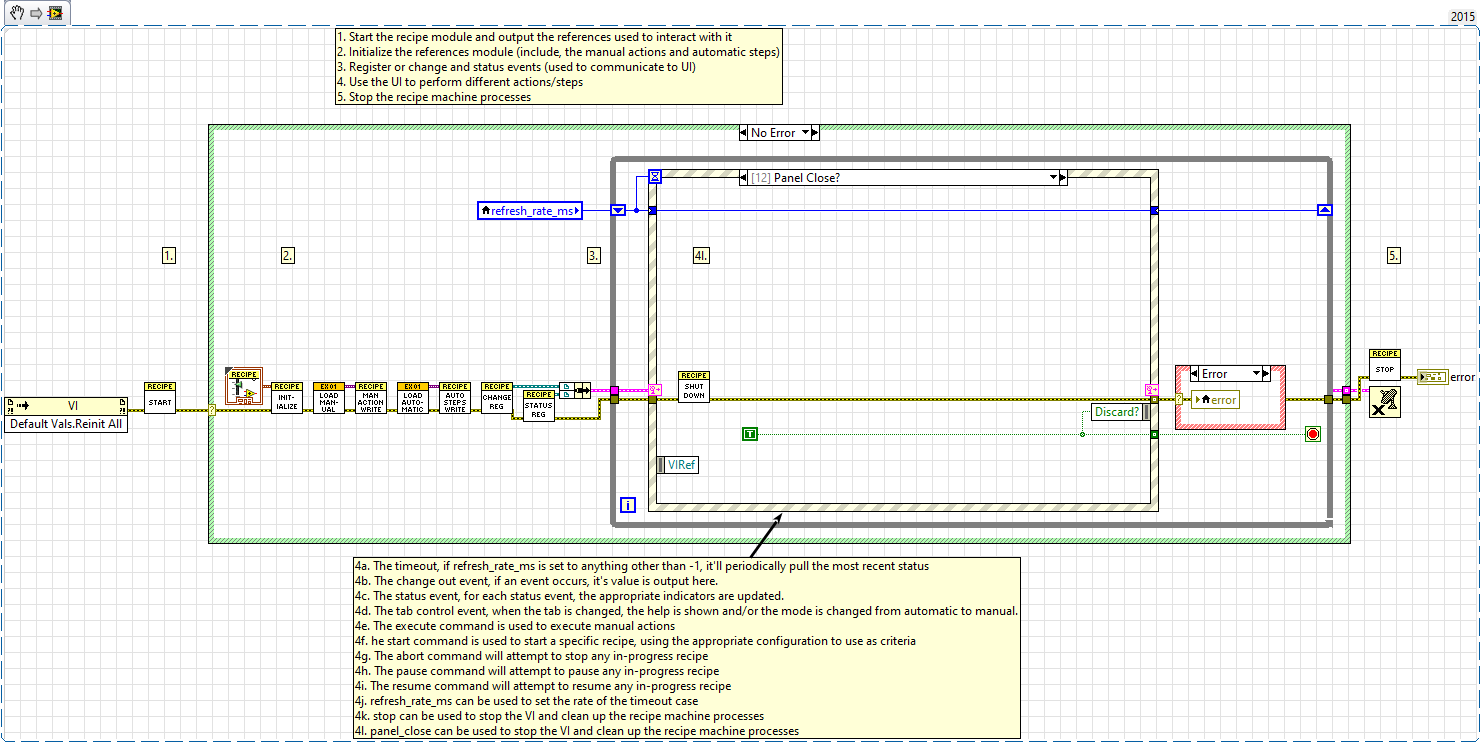 2015
1. Start the recipe module and output the references used to interact with it
2. Initialize the references module (include, the manual actions and automatic steps)
3. Register or change and status events (used to communicate to UI)
4. Use the UI to perform different actions/steps
5. Stop the recipe machine processes
No Error
[12] Panel Close?
refresh_rate_ms
1.
2.
3.
4l.
5.
VI
Default Vals.Reinit All
RECIPE
START
RECIPE
RECIPE
INIT-
IALIZE
EX 01
LOAD
MAN-
UAL
RECIPE
MAN
ACTION
WRITE
EX 01
LOAD
AUTO-
MATIC
RECIPE
AUTO
STEPS
WRITE
RECIPE
CHANGE
REG
RECIPE
STATUS
REG
RECIPE
SHUT
DOWN
Discard?
T
VIRef
i
Error
error
RECIPE
STOP
error
4a. The timeout, if refresh_rate_ms is set to anything other than -1, it'll periodically pull the most recent status
4b. The change out event, if an event occurs, it's value is output here.
4c. The status event, for each status event, the appropriate indicators are updated.
4d. The tab control event, when the tab is changed, the help is shown and/or the mode is changed from automatic to manual.
4e. The execute command is used to execute manual actions
4f. he start command is used to start a specific recipe, using the appropriate configuration to use as criteria
4g. The abort command will attempt to stop any in-progress recipe
4h. The pause command will attempt to pause any in-progress recipe
4i. The resume command will attempt to resume any in-progress recipe
4j. refresh_rate_ms can be used to set the rate of the timeout case
4k. stop can be used to stop the VI and clean up the recipe machine processes
4l. panel_close can be used to stop the VI and clean up the recipe machine processes